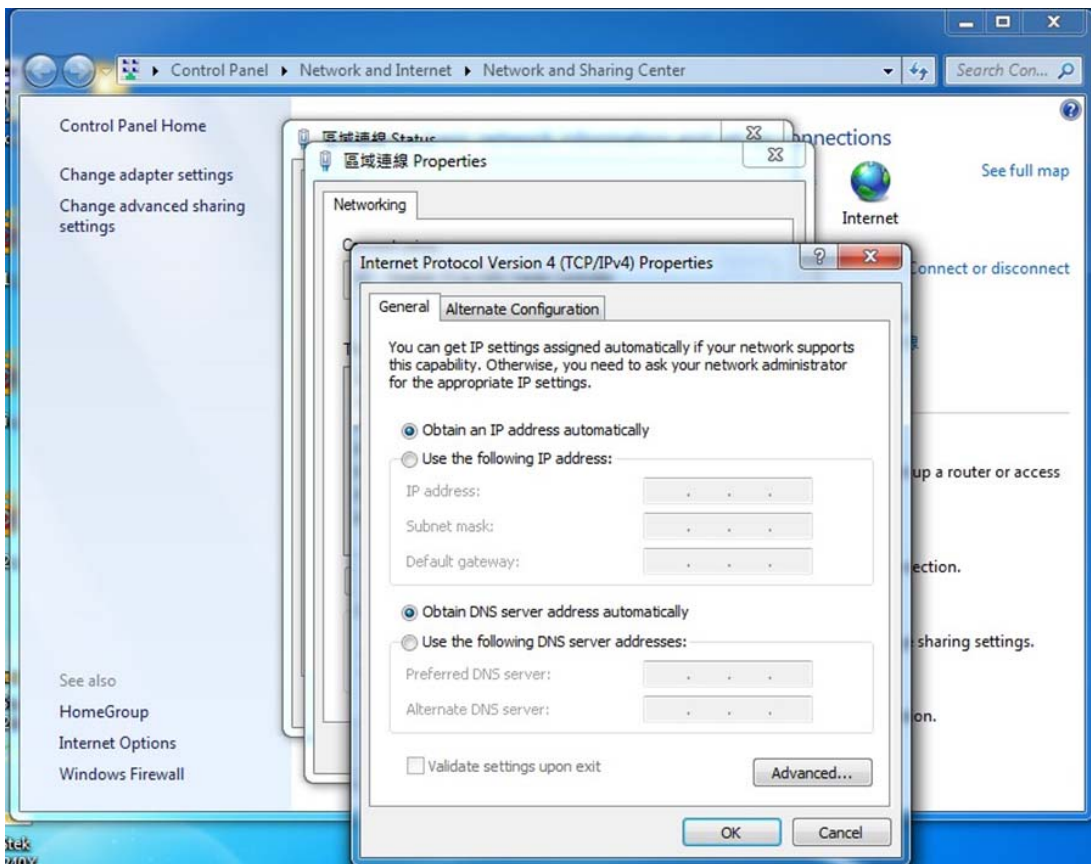 Control Panel ▸ Network and Internet ▸ Network and Sharing Center
Search Con...
Control Panel Home
Change adapter settings
Change advanced sharing
settings
See also
HomeGroup
Internet Options
Windows Firewall
區域連線 Status
區域連線 Properties
Networking
Internet Protocol Version 4 (TCP/IPv4) Properties
General
Alternate Configuration
You can get IP settings assigned automatically if your network supports
this capability. Otherwise, you need to ask your network administrator
for the appropriate IP settings.
Obtain an IP address automatically
Use the following IP address:
IP address:
Subnet mask:
Default gateway:
Obtain DNS server address automatically
Use the following DNS server addresses:
Preferred DNS server:
Alternate DNS server:
Validate settings upon exit
Advanced...
OK
Cancel
nnections
See full map
Internet
Connect or disconnect
up a router or access
ection.
sharing settings.
on.